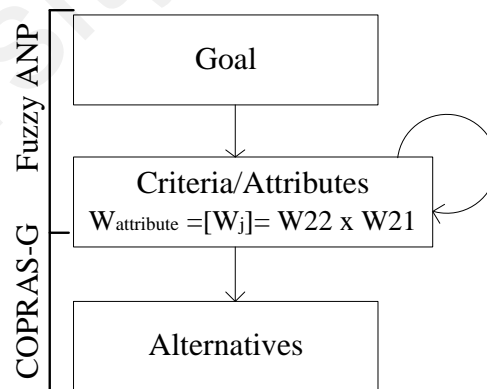 Fuzzy ANP
COPRAS-G
Goal
Criteria/Attributes
Wattribute =[Wj]= W22 x W21
Alternatives